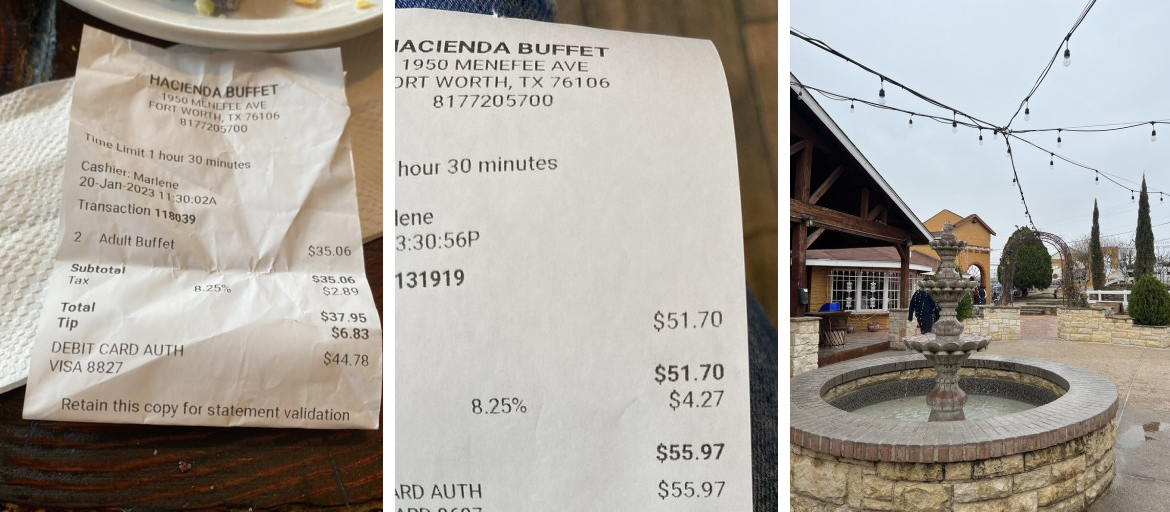 HACIENDA BUFFET
1950 MENEFEE AVE
FORT WORTH, TX 76106
8177205700
Time Limit 1 hour 30 minutes
Cashier: Marlene
20-Jan-2023 11:30:02A
Transaction 118039
2 Adult Buffet $35.06
Subtotal $35.06
Tax 8.25% $2.89
Total $37.95
Tip $6.83
DEBIT CARD AUTH $44.78
VISA 8827
Retain this copy for statement validation
HACIENDA BUFFET
1950 MENEFEE AVE
ORT WORTH, TX 76106
8177205700
hour 30 minutes
lene
3:30:56P
131919
$51.70
$51.70
8.25% $4.27
$55.97
ARD AUTH $55.97